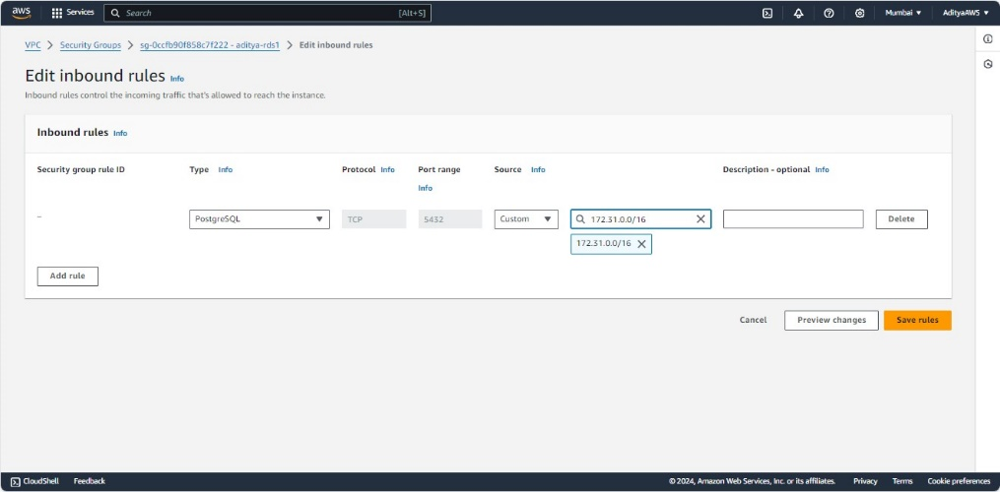 aws Services Search [Alt+S] Mumbai ▼ AdityaAWS ▼
VPC > Security Groups > sg-0ccfb90f858c7f222 - aditya-rds1 > Edit inbound rules
Edit inbound rules Info
Inbound rules control the incoming traffic that's allowed to reach the instance.
Inbound rules Info
Security group rule ID Type Info Protocol Info Port range Source Info Description - optional Info
Info
– PostgreSQL TCP 5432 Custom 172.31.0.0/16 Delete
172.31.0.0/16
Add rule
Cancel Preview changes Save rules
CloudShell Feedback © 2024, Amazon Web Services, Inc. or its affiliates. Privacy Terms Cookie preferences